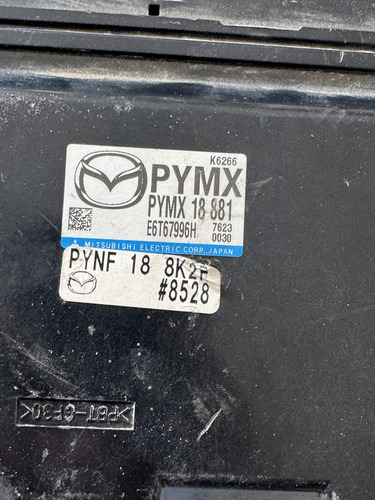 K6266
PYMX
PYMX 18 881
E6T67996H
7623
0030
MITSUBISHI ELECTRIC CORP. JAPAN
PYNF 18 8K2F
#8528
>PBT-GF30<